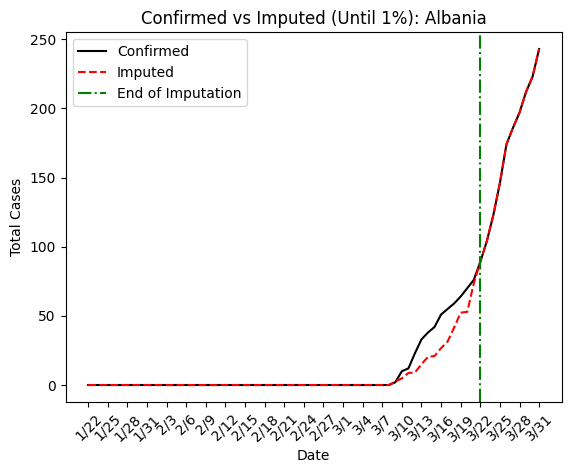 Confirmed vs Imputed (Until 1%): Albania
Confirmed
Imputed
End of Imputation
Total Cases
250
200
150
100
50
0
1/22 1/25 1/28 1/31 2/3 2/6 2/9 2/12 2/15 2/18 2/21 2/24 2/27 3/1 3/4 3/7 3/10 3/13 3/16 3/19 3/22 3/25 3/28 3/31
Date